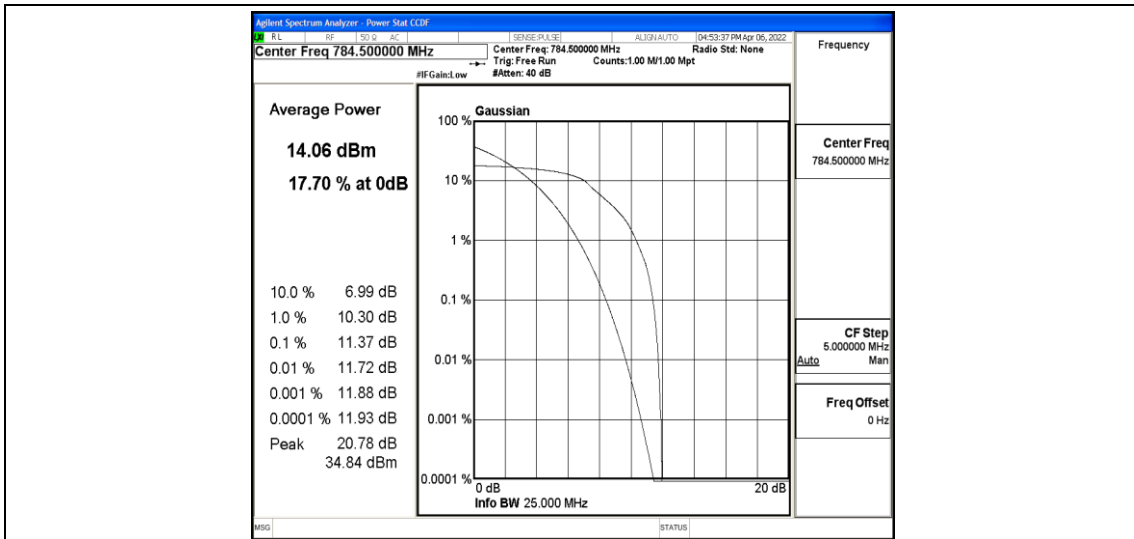 Agilent Spectrum Analyzer - Power Stat CCDF
LXI RL RF 50 Ω AC SENSE:PULSE ALIGNAUTO 04:53:37 PM Apr 06, 2022
Center Freq 784.500000 MHz
Center Freq: 784.500000 MHz Radio Std: None
Trig: Free Run Counts:1.00 M/1.00 Mpt
#IFGain:Low #Atten: 40 dB
Frequency
Average Power
14.06 dBm
17.70 % at 0dB
10.0 % 6.99 dB
1.0 % 10.30 dB
0.1 % 11.37 dB
0.01 % 11.72 dB
0.001 % 11.88 dB
0.0001 % 11.93 dB
Peak 20.78 dB
34.84 dBm
Gaussian
100 %
10 %
1 %
0.1 %
0.01 %
0.001 %
0.0001 %
0 dB 20 dB
Info BW 25.000 MHz
Center Freq
784.500000 MHz
CF Step
5.000000 MHz
Auto Man
Freq Offset
0 Hz
MSG STATUS